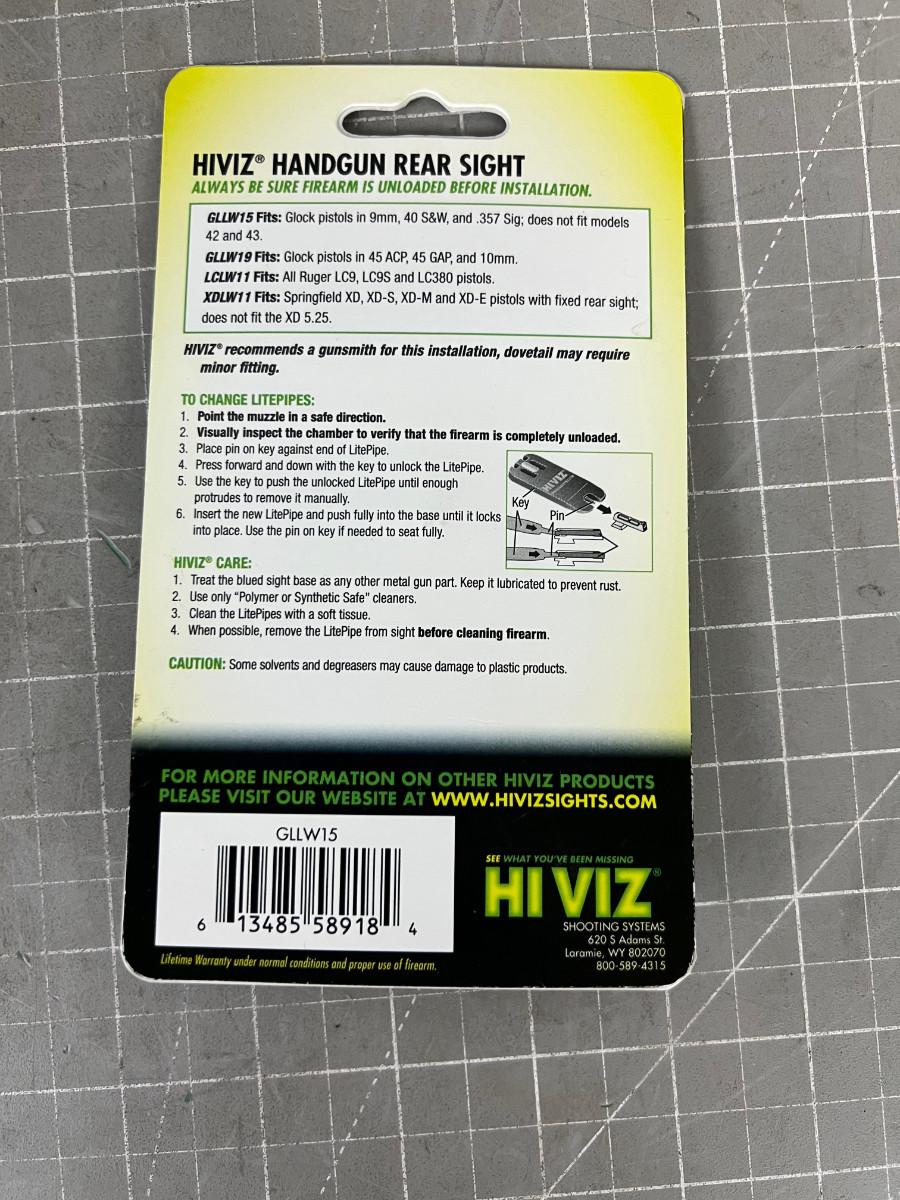 HIVIZ® HANDGUN REAR SIGHT
ALWAYS BE SURE FIREARM IS UNLOADED BEFORE INSTALLATION.
GLLW15 Fits: Glock pistols in 9mm, 40 S&W, and .357 Sig; does not fit models
42 and 43.
GLLW19 Fits: Glock pistols in 45 ACP, 45 GAP, and 10mm.
LCLW11 Fits: All Ruger LC9, LC9S and LC380 pistols.
XDLW11 Fits: Springfield XD, XD-S, XD-M and XD-E pistols with fixed rear sight;
does not fit the XD 5.25.
HIVIZ® recommends a gunsmith for this installation, dovetail may require
minor fitting.
TO CHANGE LITEPIPES:
1. Point the muzzle in a safe direction.
2. Visually inspect the chamber to verify that the firearm is completely unloaded.
3. Place pin on key against end of LitePipe.
4. Press forward and down with the key to unlock the LitePipe.
5. Use the key to push the unlocked LitePipe until enough
protrudes to remove it manually.
6. Insert the new LitePipe and push fully into the base until it locks
into place. Use the pin on key if needed to seat fully.
HIVIZ
Key
Pin
HIVIZ® CARE:
1. Treat the blued sight base as any other metal gun part. Keep it lubricated to prevent rust.
2. Use only “Polymer or Synthetic Safe” cleaners.
3. Clean the LitePipes with a soft tissue.
4. When possible, remove the LitePipe from sight before cleaning firearm.
CAUTION: Some solvents and degreasers may cause damage to plastic products.
FOR MORE INFORMATION ON OTHER HIVIZ PRODUCTS
PLEASE VISIT OUR WEBSITE AT WWW.HIVIZSIGHTS.COM
GLLW15
6 13485 58918 4
Lifetime Warranty under normal conditions and proper use of firearm.
SEE WHAT YOU'VE BEEN MISSING
HI VIZ®
SHOOTING SYSTEMS
620 S Adams St.
Laramie, WY 802070
800-589-4315